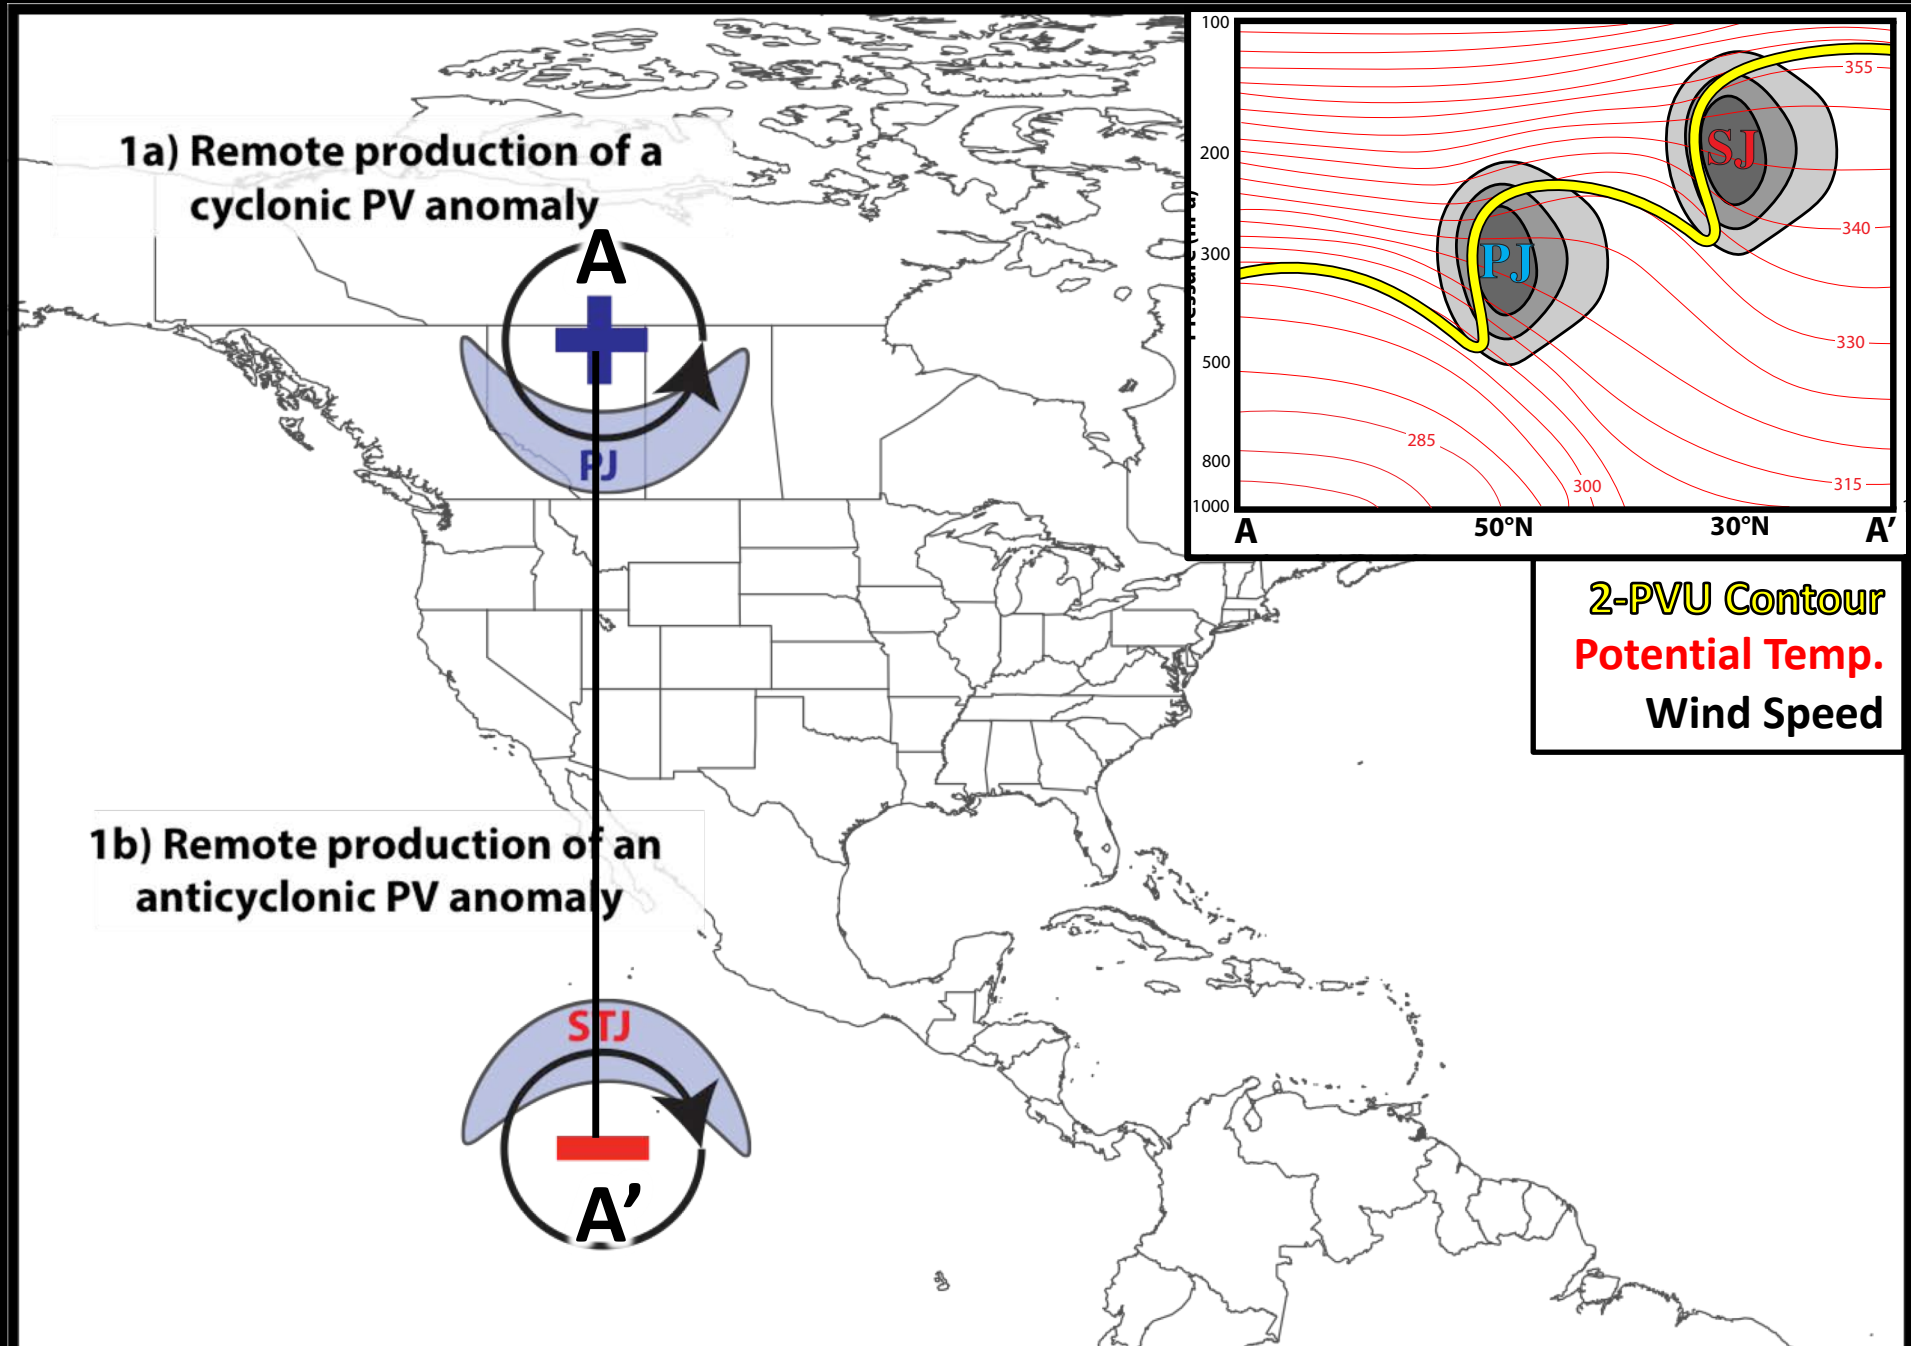 1a) Remote production of a
cyclonic PV anomaly
A
PJ
1b) Remote production of an
anticyclonic PV anomaly
STJ
A’
100
200
300
500
800
1000
355
340
330
315
300
285
SJ
PJ
A
50°N
30°N
A’
2-PVU Contour
Potential Temp.
Wind Speed